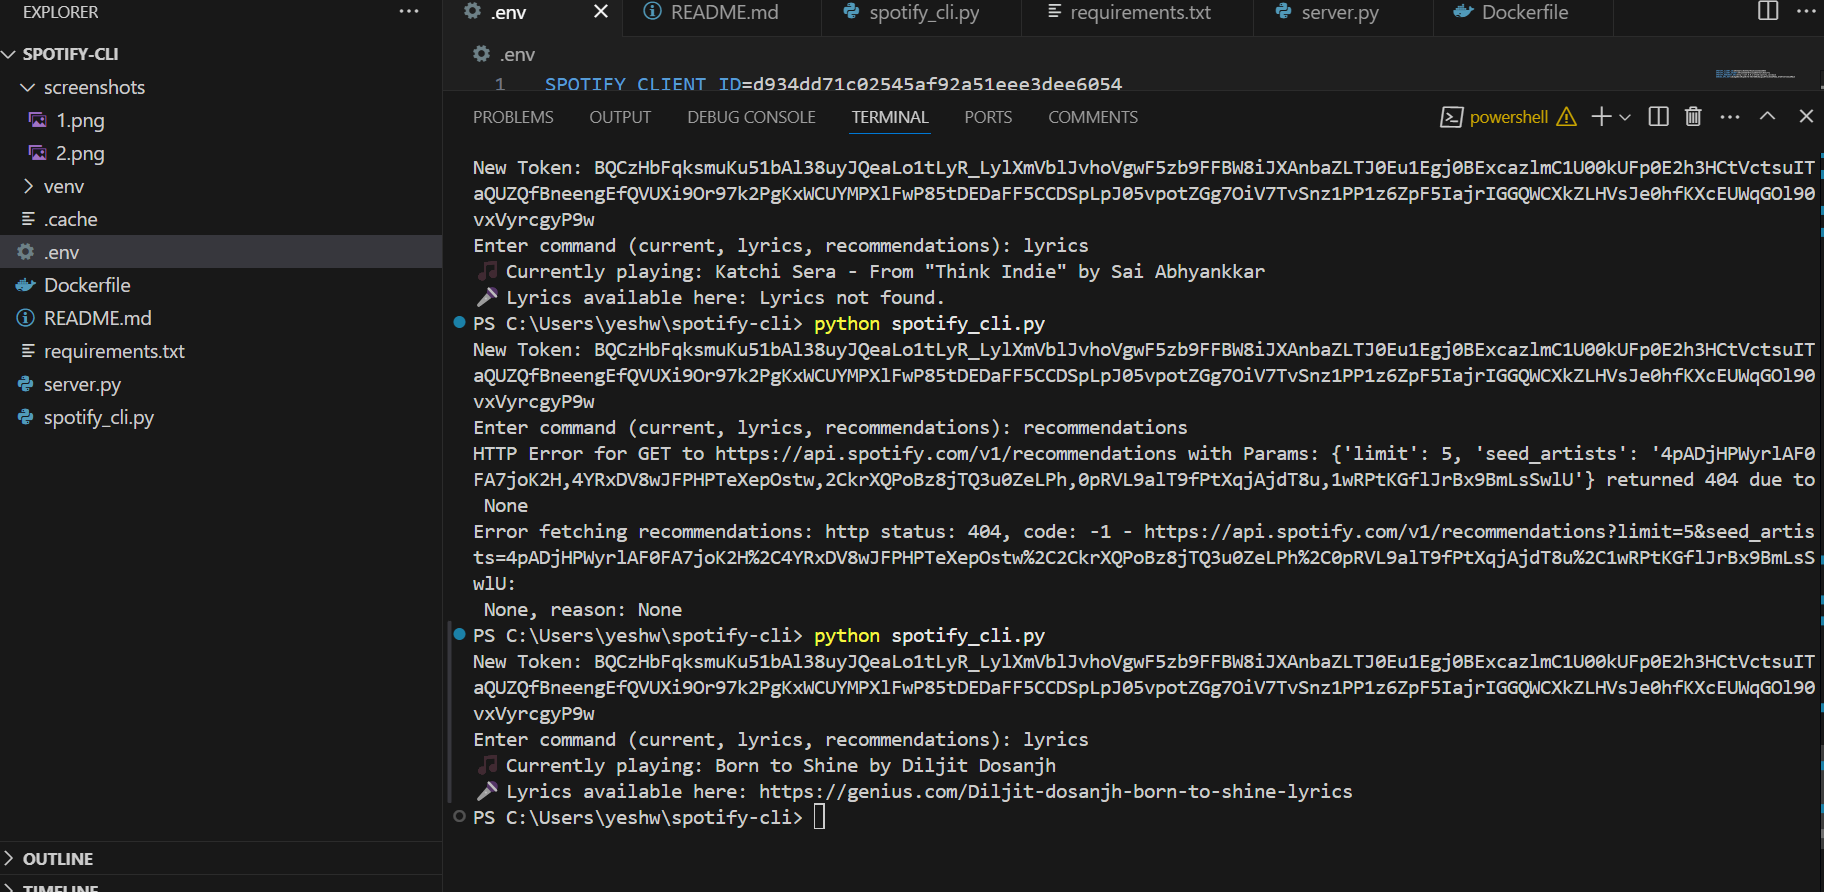 EXPLORER
SPOTIFY-CLI
screenshots
1.png
2.png
venv
.cache
.env
Dockerfile
README.md
requirements.txt
server.py
spotify_cli.py
OUTLINE
TIMELINE
.env
README.md
spotify_cli.py
requirements.txt
server.py
Dockerfile
.env
1 SPOTIFY_CLIENT_ID=d934dd71c02545af92a51eee3dee6054
PROBLEMS OUTPUT DEBUG CONSOLE TERMINAL PORTS COMMENTS
powershell
New Token: BQCzHbFqksmuKu51bAl38uyJQeaLo1tLyR_LylXmVblJvhoVgwF5zb9FFBW8iJXAnbaZLTJ0Eu1Egj0BExcazlmC1U00kUFp0E2h3HCtVctsuIT
aQUZQfBneengEfQVUXi9Or97k2PgKxWCUYMPXlFwP85tDEDaFF5CCDSpLpJ05vpotZGg7OiV7TvSnz1PP1z6ZpF5IajrIGGQWCXkZLHVsJe0hfKXcEUWqGOl90
vxVyrcgyP9w
Enter command (current, lyrics, recommendations): lyrics
🎵 Currently playing: Katchi Sera - From "Think Indie" by Sai Abhyankkar
🎤 Lyrics available here: Lyrics not found.
PS C:\Users\yeshw\spotify-cli> python spotify_cli.py
New Token: BQCzHbFqksmuKu51bAl38uyJQeaLo1tLyR_LylXmVblJvhoVgwF5zb9FFBW8iJXAnbaZLTJ0Eu1Egj0BExcazlmC1U00kUFp0E2h3HCtVctsuIT
aQUZQfBneengEfQVUXi9Or97k2PgKxWCUYMPXlFwP85tDEDaFF5CCDSpLpJ05vpotZGg7OiV7TvSnz1PP1z6ZpF5IajrIGGQWCXkZLHVsJe0hfKXcEUWqGOl90
vxVyrcgyP9w
Enter command (current, lyrics, recommendations): recommendations
HTTP Error for GET to https://api.spotify.com/v1/recommendations with Params: {'limit': 5, 'seed_artists': '4pADjHPWyrlAF0
FA7joK2H,4YRxDV8wJFPHPTeXepOstw,2CkrXQPoBz8jTQ3u0ZeLPh,0pRVL9alT9fPtXqjAjdT8u,1wRPtKGflJrBx9BmLsSwlU'} returned 404 due to
None
Error fetching recommendations: http status: 404, code: -1 - https://api.spotify.com/v1/recommendations?limit=5&seed_artis
ts=4pADjHPWyrlAF0FA7joK2H%2C4YRxDV8wJFPHPTeXepOstw%2C2CkrXQPoBz8jTQ3u0ZeLPh%2C0pRVL9alT9fPtXqjAjdT8u%2C1wRPtKGflJrBx9BmLsS
wlU:
None, reason: None
PS C:\Users\yeshw\spotify-cli> python spotify_cli.py
New Token: BQCzHbFqksmuKu51bAl38uyJQeaLo1tLyR_LylXmVblJvhoVgwF5zb9FFBW8iJXAnbaZLTJ0Eu1Egj0BExcazlmC1U00kUFp0E2h3HCtVctsuIT
aQUZQfBneengEfQVUXi9Or97k2PgKxWCUYMPXlFwP85tDEDaFF5CCDSpLpJ05vpotZGg7OiV7TvSnz1PP1z6ZpF5IajrIGGQWCXkZLHVsJe0hfKXcEUWqGOl90
vxVyrcgyP9w
Enter command (current, lyrics, recommendations): lyrics
🎵 Currently playing: Born to Shine by Diljit Dosanjh
🎤 Lyrics available here: https://genius.com/Diljit-dosanjh-born-to-shine-lyrics
PS C:\Users\yeshw\spotify-cli>